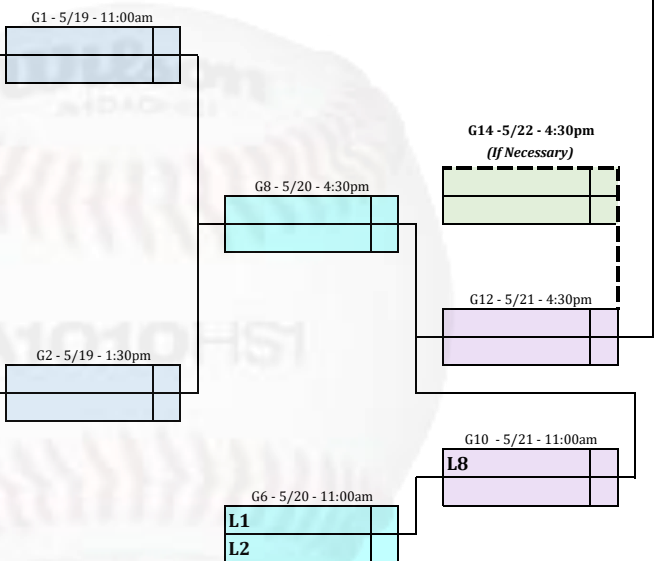 G1 - 5/19 - 11:00am
Wilson
G14 -5/22 - 4:30pm
(If Necessary)
G8 - 5/20 - 4:30pm
G12 - 5/21 - 4:30pm
A1010HS1
G2 - 5/19 - 1:30pm
G10 - 5/21 - 11:00am
L8
G6 - 5/20 - 11:00am
L1
L2